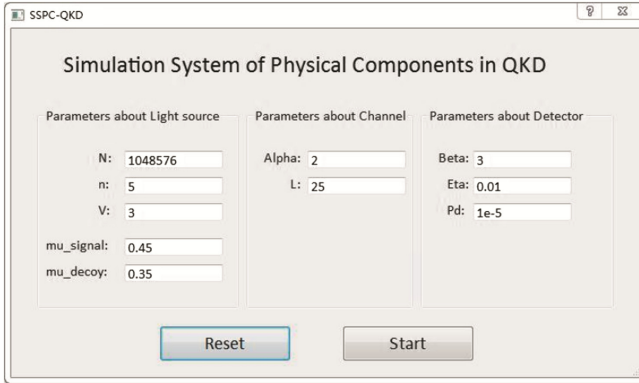 SSPC-QKD
Simulation System of Physical Components in QKD
Parameters about Light source
N: 1048576
n: 5
V: 3
mu_signal: 0.45
mu_decoy: 0.35
Parameters about Channel
Alpha: 2
L: 25
Parameters about Detector
Beta: 3
Eta: 0.01
Pd: 1e-5
Reset
Start